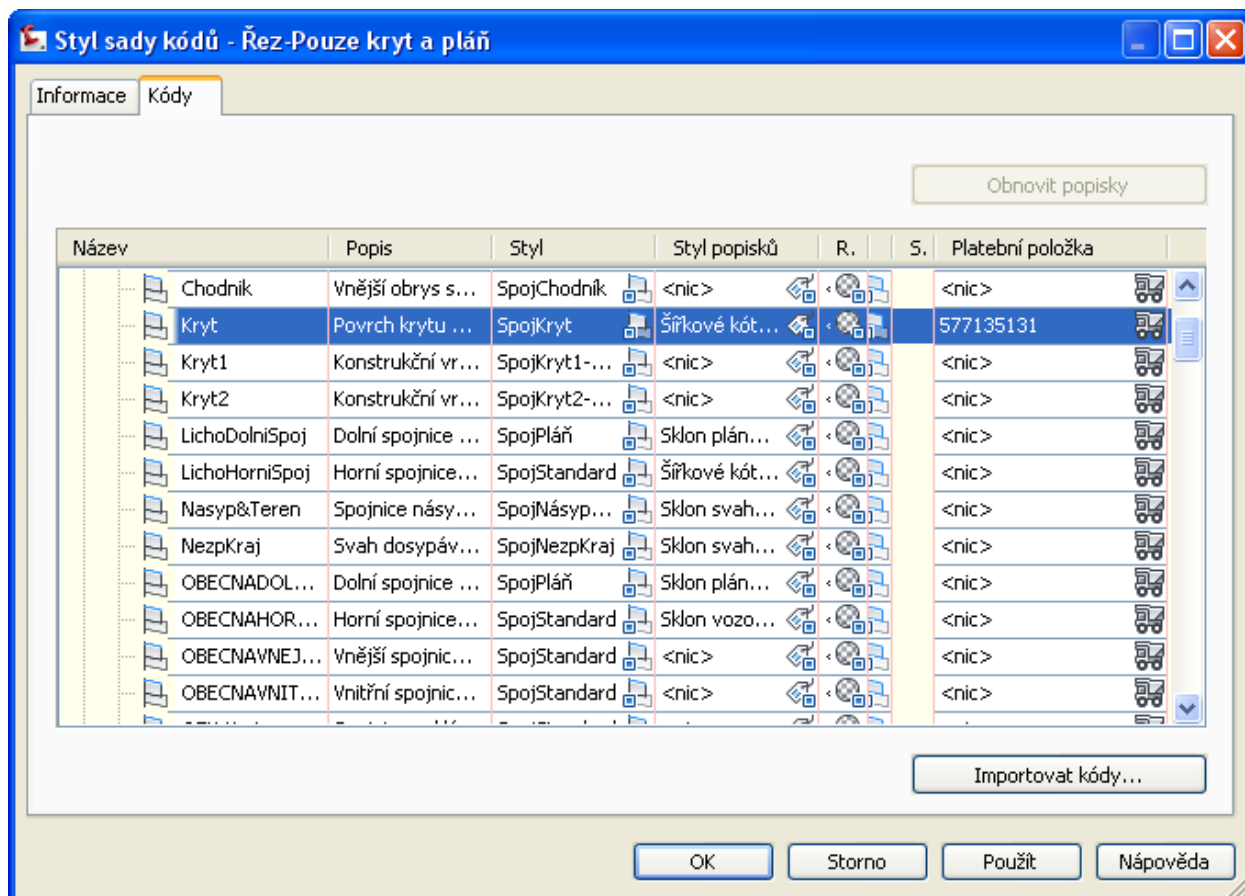 Styl sady kódů - Řez-Pouze kryt a pláň
Informace Kódy
Obnovit popisky
Název Popis Styl Styl popisků R. S. Platební položka
Chodnik Vnější obrys s... SpojChodník <nic> <nic>
Kryt Povrch krytu ... SpojKryt Šířkové kót... 577135131
Kryt1 Konstrukční vr... SpojKryt1-... <nic> <nic>
Kryt2 Konstrukční vr... SpojKryt2-... <nic> <nic>
LichoDolniSpoj Dolní spojnice ... SpojPláň Sklon plán... <nic>
LichoHorniSpoj Horní spojnice... SpojStandard Šířkové kót... <nic>
Nasyp&Teren Spojnice násy... SpojNásyp... Sklon svah... <nic>
NezpKraj Svah dosypáv... SpojNezpKraj Sklon svah... <nic>
OBECNADOL... Dolní spojnice ... SpojPláň Sklon plán... <nic>
OBECNAHOR... Horní spojnice... SpojStandard Sklon vozo... <nic>
OBECNAVNEJ... Vnější spojnic... SpojStandard <nic> <nic>
OBECNAVNIT... Vnitřní spojnic... SpojStandard <nic> <nic>
Importovat kódy...
OK Storno Použít Nápověda